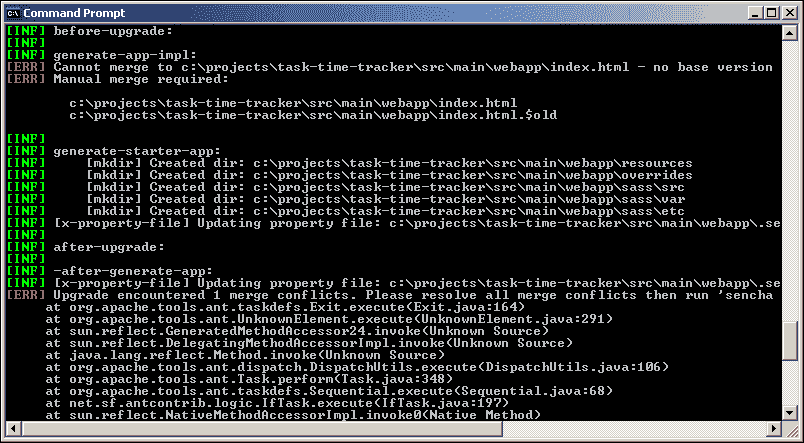 Command Prompt
[INF] before-upgrade:
[INF]
[INF] generate-app-impl:
[ERR] Cannot merge to c:\projects\task-time-tracker\src\main\webapp\index.html - no base version
[ERR] Manual merge required:
c:\projects\task-time-tracker\src\main\webapp\index.html
c:\projects\task-time-tracker\src\main\webapp\index.html.$old
[INF]
[INF] generate-starter-app:
[INF] [mkdir] Created dir: c:\projects\task-time-tracker\src\main\webapp\resources
[INF] [mkdir] Created dir: c:\projects\task-time-tracker\src\main\webapp\overrides
[INF] [mkdir] Created dir: c:\projects\task-time-tracker\src\main\webapp\sass\src
[INF] [mkdir] Created dir: c:\projects\task-time-tracker\src\main\webapp\sass\var
[INF] [mkdir] Created dir: c:\projects\task-time-tracker\src\main\webapp\sass\etc
[INF] [x-property-file] Updating property file: c:\projects\task-time-tracker\src\main\webapp\.se
[INF]
[INF] after-upgrade:
[INF]
[INF] -after-generate-app:
[INF] [x-property-file] Updating property file: c:\projects\task-time-tracker\src\main\webapp\.se
[ERR] Upgrade encountered 1 merge conflicts. Please resolve all merge conflicts then run 'sencha
at org.apache.tools.ant.taskdefs.Exit.execute(Exit.java:164)
at org.apache.tools.ant.UnknownElement.execute(UnknownElement.java:291)
at sun.reflect.GeneratedMethodAccessor24.invoke(Unknown Source)
at sun.reflect.DelegatingMethodAccessorImpl.invoke(Unknown Source)
at java.lang.reflect.Method.invoke(Unknown Source)
at org.apache.tools.ant.dispatch.DispatchUtils.execute(DispatchUtils.java:106)
at org.apache.tools.ant.Task.perform(Task.java:348)
at org.apache.tools.ant.taskdefs.Sequential.execute(Sequential.java:68)
at net.sf.antcontrib.logic.IfTask.execute(IfTask.java:197)
at sun.reflect.NativeMethodAccessorImpl.invoke0(Native Method)